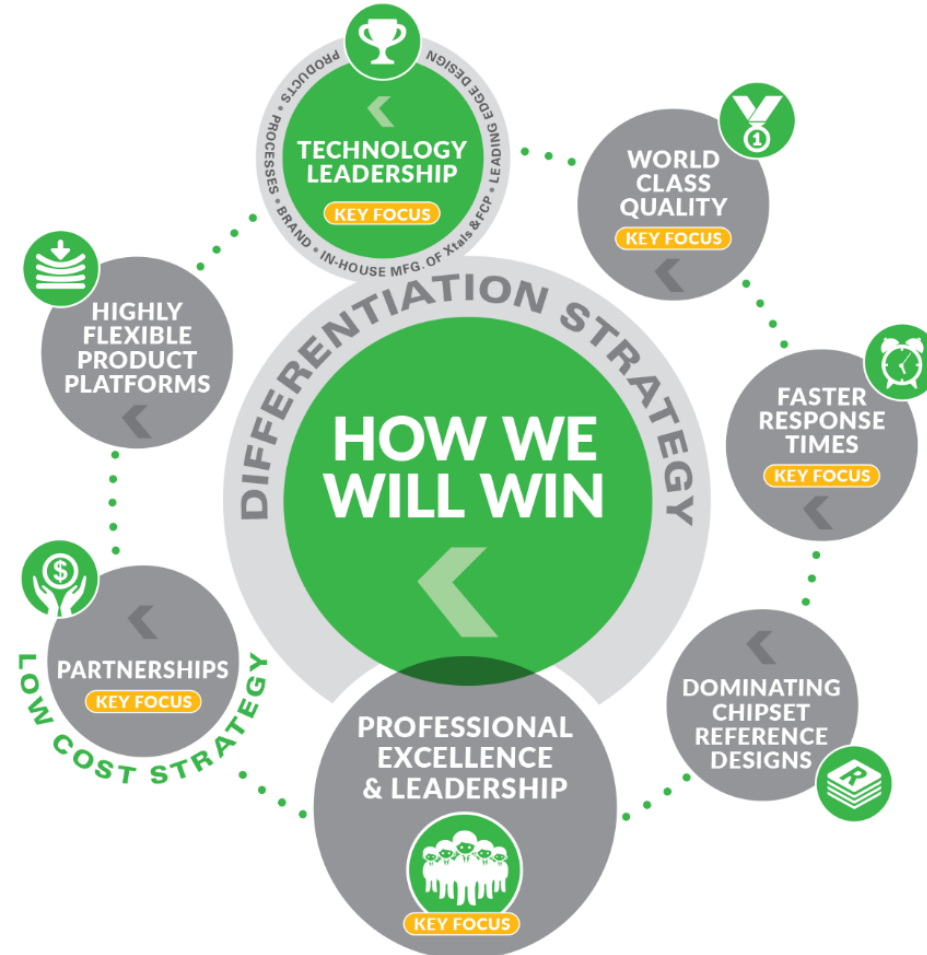 PRODUCTS • PROCESSES • BRAND • IN-HOUSE MFG. OF Xtals & FCP • LEADING EDGE DESIGN
TECHNOLOGY
LEADERSHIP
KEY FOCUS
WORLD
CLASS
QUALITY
KEY FOCUS
1
FASTER
RESPONSE
TIMES
KEY FOCUS
DOMINATING
CHIPSET
REFERENCE
DESIGNS
R
PROFESSIONAL
EXCELLENCE
& LEADERSHIP
KEY FOCUS
$
PARTNERSHIPS
KEY FOCUS
LOW COST STRATEGY
HIGHLY
FLEXIBLE
PRODUCT
PLATFORMS
DIFFERENTIATION STRATEGY
HOW WE
WILL WIN